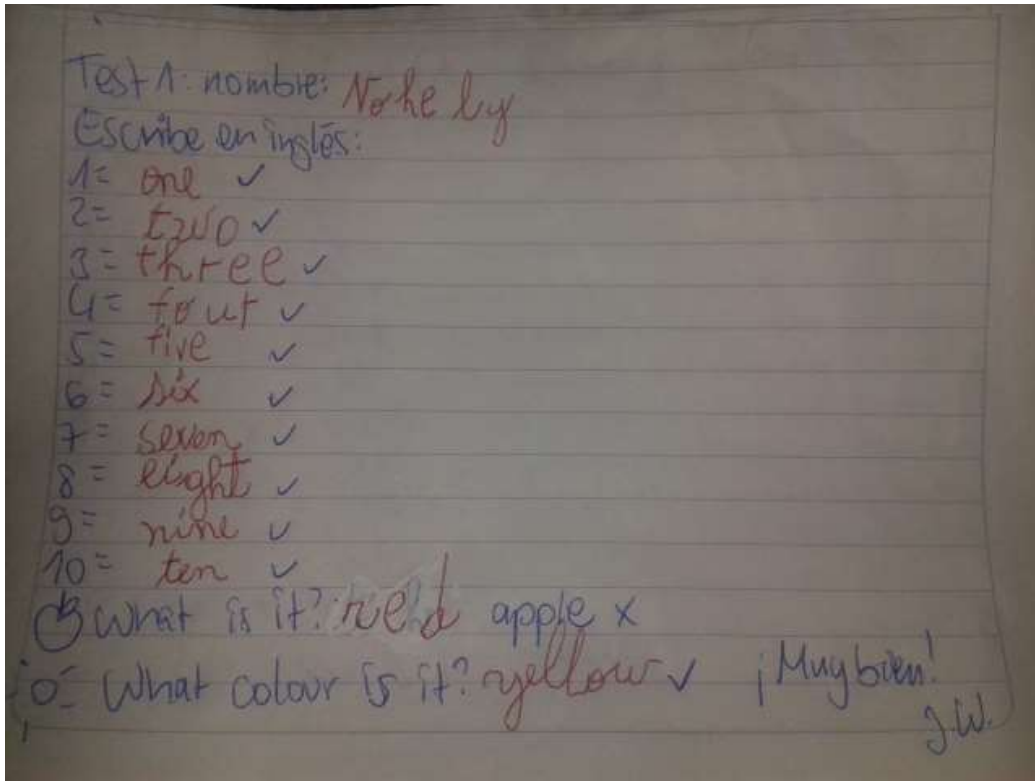 Test 1: nombre: Nohely
Escribe en inglés:
1= one ✓
2= two ✓
3= three ✓
4= four ✓
5= five ✓
6= six ✓
7= seven ✓
8= eight ✓
9= nine ✓
10= ten ✓
What is it? red apple x
What colour is it? yellow ✓ ¡Muy bien!
J.W.